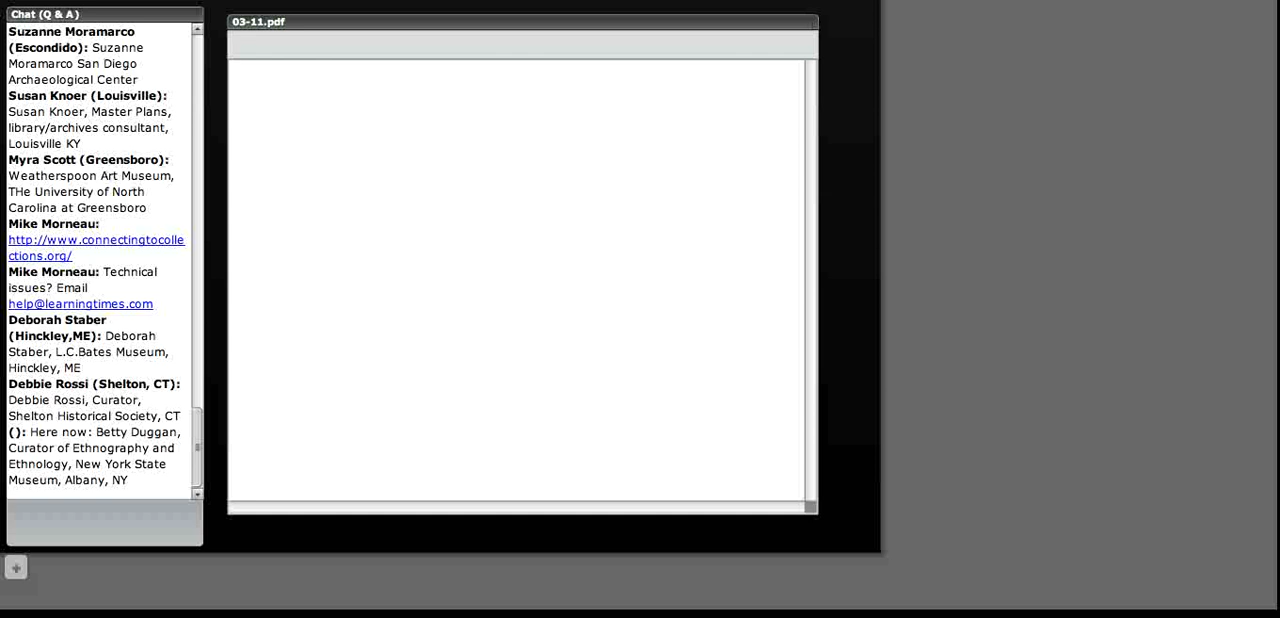 Chat (Q & A)
Suzanne Moramarco
(Escondido): Suzanne
Moramarco San Diego
Archaeological Center
Susan Knoer (Louisville):
Susan Knoer, Master Plans,
library/archives consultant,
Louisville KY
Myra Scott (Greensboro):
Weatherspoon Art Museum,
THe University of North
Carolina at Greensboro
Mike Morneau:
http://www.connectingtocolle
ctions.org/
Mike Morneau: Technical
issues? Email
help@learningtimes.com
Deborah Staber
(Hinckley,ME): Deborah
Staber, L.C.Bates Museum,
Hinckley, ME
Debbie Rossi (Shelton, CT):
Debbie Rossi, Curator,
Shelton Historical Society, CT
(): Here now: Betty Duggan,
Curator of Ethnography and
Ethnology, New York State
Museum, Albany, NY
03-11.pdf